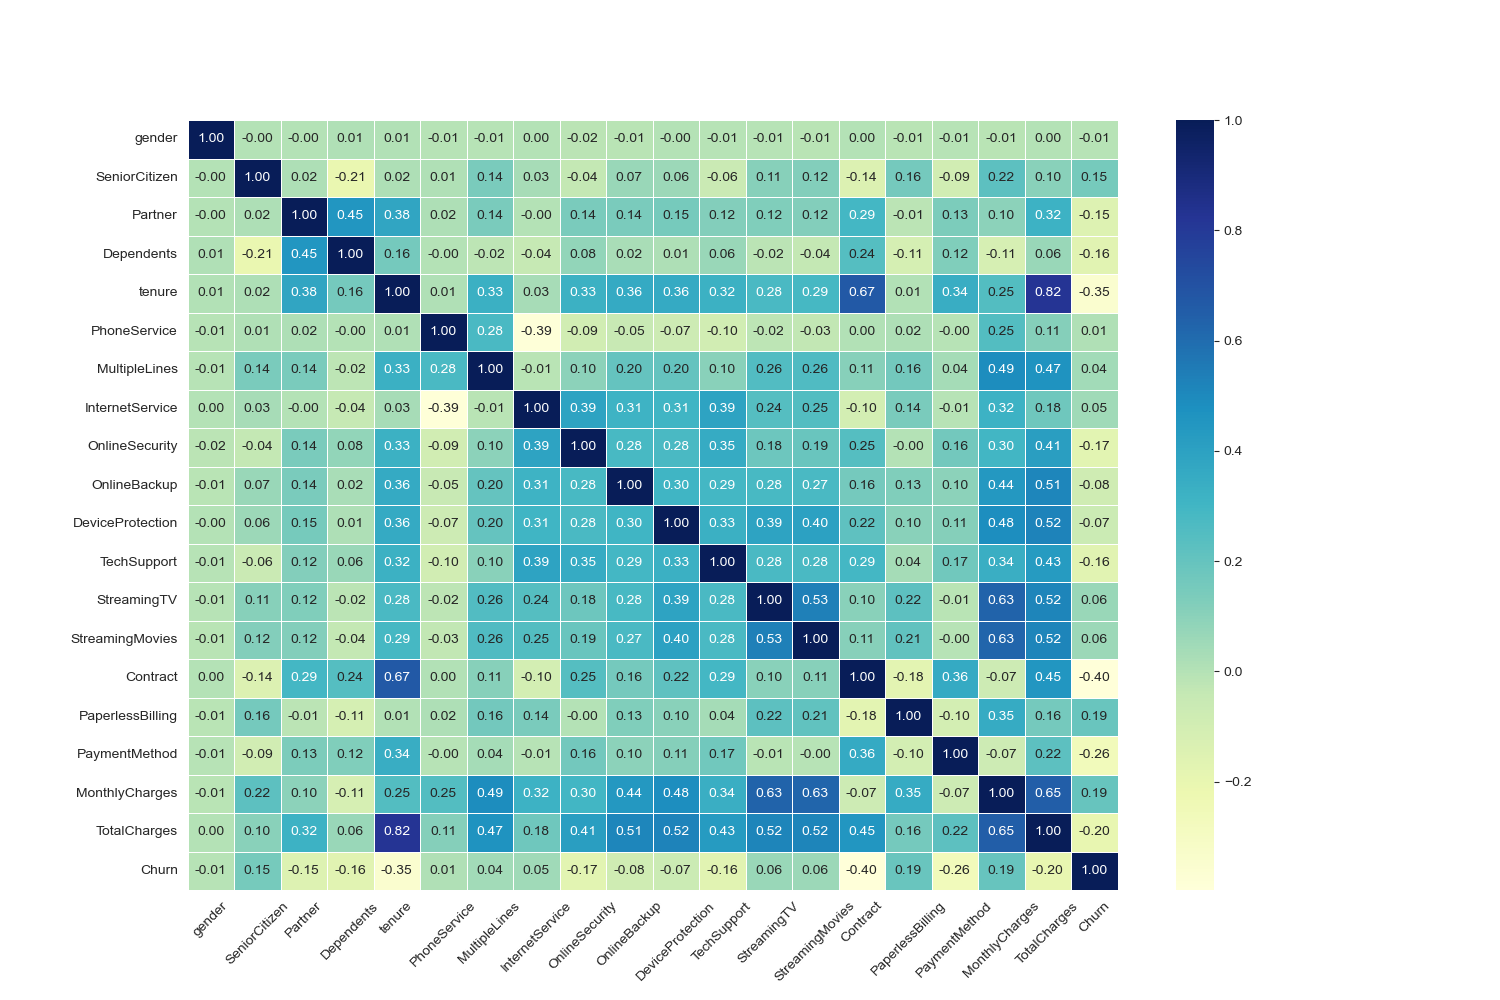 gender 1.00 -0.00 -0.00 0.01 0.01 -0.01 -0.01 0.00 -0.02 -0.01 -0.00 -0.01 -0.01 -0.01 0.00 -0.01 -0.01 -0.01 0.00 -0.01
SeniorCitizen -0.00 1.00 0.02 -0.21 0.02 0.01 0.14 0.03 -0.04 0.07 0.06 -0.06 0.11 0.12 -0.14 0.16 -0.09 0.22 0.10 0.15
Partner -0.00 0.02 1.00 0.45 0.38 0.02 0.14 -0.00 0.14 0.14 0.15 0.12 0.12 0.12 0.29 -0.01 0.13 0.10 0.32 -0.15
Dependents 0.01 -0.21 0.45 1.00 0.16 -0.00 -0.02 -0.04 0.08 0.02 0.01 0.06 -0.02 -0.04 0.24 -0.11 0.12 -0.11 0.06 -0.16
tenure 0.01 0.02 0.38 0.16 1.00 0.01 0.33 0.03 0.33 0.36 0.36 0.32 0.28 0.29 0.67 0.01 0.34 0.25 0.82 -0.35
PhoneService -0.01 0.01 0.02 -0.00 0.01 1.00 0.28 -0.39 -0.09 -0.05 -0.07 -0.10 -0.02 -0.03 0.00 0.02 -0.00 0.25 0.11 0.01
MultipleLines -0.01 0.14 0.14 -0.02 0.33 0.28 1.00 -0.01 0.10 0.20 0.20 0.10 0.26 0.26 0.11 0.16 0.04 0.49 0.47 0.04
InternetService 0.00 0.03 -0.00 -0.04 0.03 -0.39 -0.01 1.00 0.39 0.31 0.31 0.39 0.24 0.25 -0.10 0.14 -0.01 0.32 0.18 0.05
OnlineSecurity -0.02 -0.04 0.14 0.08 0.33 -0.09 0.10 0.39 1.00 0.28 0.28 0.35 0.18 0.19 0.25 -0.00 0.16 0.30 0.41 -0.17
OnlineBackup -0.01 0.07 0.14 0.02 0.36 -0.05 0.20 0.31 0.28 1.00 0.30 0.29 0.28 0.27 0.16 0.13 0.10 0.44 0.51 -0.08
DeviceProtection -0.00 0.06 0.15 0.01 0.36 -0.07 0.20 0.31 0.28 0.30 1.00 0.33 0.39 0.40 0.22 0.10 0.11 0.48 0.52 -0.07
TechSupport -0.01 -0.06 0.12 0.06 0.32 -0.10 0.10 0.39 0.35 0.29 0.33 1.00 0.28 0.28 0.29 0.04 0.17 0.34 0.43 -0.16
StreamingTV -0.01 0.11 0.12 -0.02 0.28 -0.02 0.26 0.24 0.18 0.28 0.39 0.28 1.00 0.53 0.10 0.22 -0.01 0.63 0.52 0.06
StreamingMovies -0.01 0.12 0.12 -0.04 0.29 -0.03 0.26 0.25 0.19 0.27 0.40 0.28 0.53 1.00 0.11 0.21 -0.00 0.63 0.52 0.06
Contract 0.00 -0.14 0.29 0.24 0.67 0.00 0.11 -0.10 0.25 0.16 0.22 0.29 0.10 0.11 1.00 -0.18 0.36 -0.07 0.45 -0.40
PaperlessBilling -0.01 0.16 -0.01 -0.11 0.01 0.02 0.16 0.14 -0.00 0.13 0.10 0.04 0.22 0.21 -0.18 1.00 -0.10 0.35 0.16 0.19
PaymentMethod -0.01 -0.09 0.13 0.12 0.34 -0.00 0.04 -0.01 0.16 0.10 0.11 0.17 -0.01 -0.00 0.36 -0.10 1.00 -0.07 0.22 -0.26
MonthlyCharges -0.01 0.22 0.10 -0.11 0.25 0.25 0.49 0.32 0.30 0.44 0.48 0.34 0.63 0.63 -0.07 0.35 -0.07 1.00 0.65 0.19
TotalCharges 0.00 0.10 0.32 0.06 0.82 0.11 0.47 0.18 0.41 0.51 0.52 0.43 0.52 0.52 0.45 0.16 0.22 0.65 1.00 -0.20
Churn -0.01 0.15 -0.15 -0.16 -0.35 0.01 0.04 0.05 -0.17 -0.08 -0.07 -0.16 0.06 0.06 -0.40 0.19 -0.26 0.19 -0.20 1.00
gender SeniorCitizen Partner Dependents tenure PhoneService MultipleLines InternetService OnlineSecurity OnlineBackup DeviceProtection TechSupport StreamingTV StreamingMovies Contract PaperlessBilling PaymentMethod MonthlyCharges TotalCharges Churn
1.0
0.8
0.6
0.4
0.2
0.0
−0.2